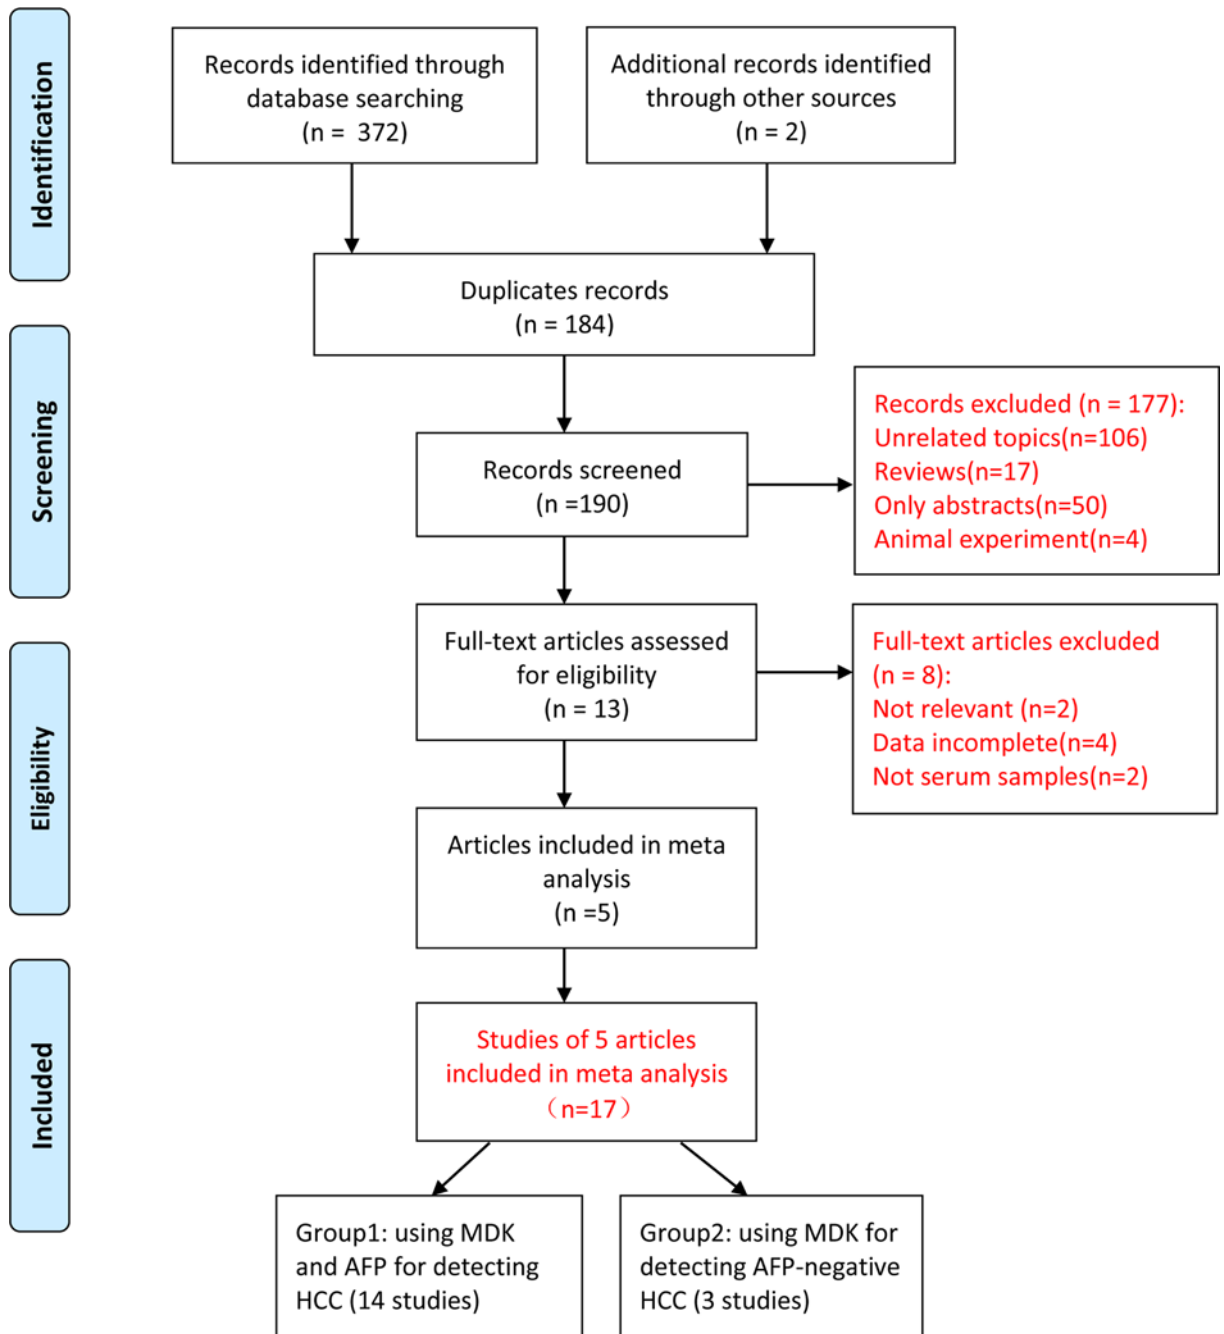 Identification
Records identified through
database searching
(n =  372)
Additional records identified
through other sources
(n = 2)
Duplicates records
(n = 184)
Screening
Records screened
(n =190)
Records excluded (n = 177):
Unrelated topics(n=106)
Reviews(n=17)
Only abstracts(n=50)
Animal experiment(n=4)
Eligibility
Full-text articles assessed
for eligibility
(n = 13)
Full-text articles excluded
(n = 8):
Not relevant (n=2)
Data incomplete(n=4)
Not serum samples(n=2)
Articles included in meta
analysis
(n =5)
Included
Studies of 5 articles
included in meta analysis
（n=17）
Group1: using MDK
and AFP for detecting
HCC (14 studies)
Group2: using MDK for
detecting AFP-negative
HCC (3 studies)